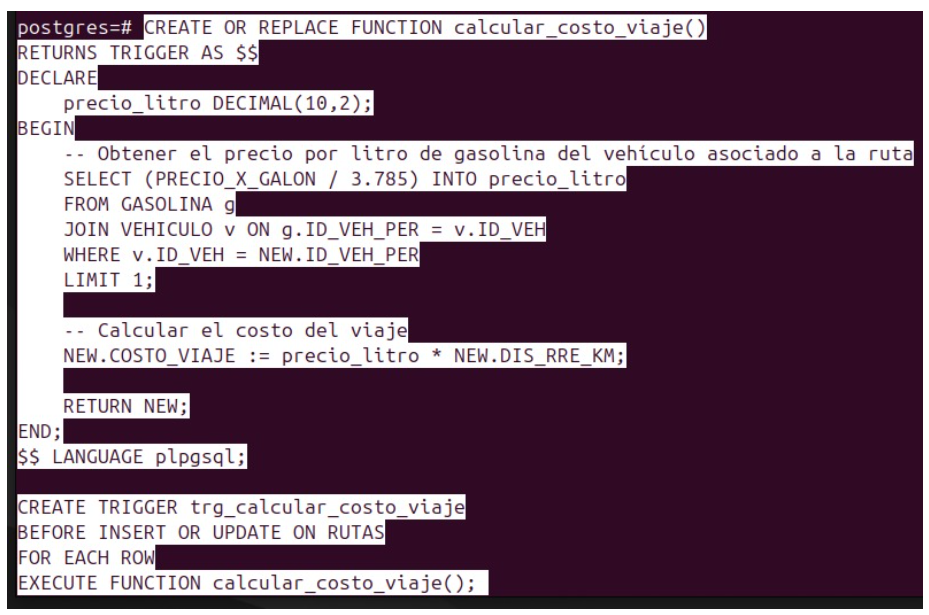 postgres=# CREATE OR REPLACE FUNCTION calcular_costo_viaje()
RETURNS TRIGGER AS $$
DECLARE
    precio_litro DECIMAL(10,2);
BEGIN
    -- Obtener el precio por litro de gasolina del vehículo asociado a la ruta
    SELECT (PRECIO_X_GALON / 3.785) INTO precio_litro
    FROM GASOLINA g
    JOIN VEHICULO v ON g.ID_VEH_PER = v.ID_VEH
    WHERE v.ID_VEH = NEW.ID_VEH_PER
    LIMIT 1;
    -- Calcular el costo del viaje
    NEW.COSTO_VIAJE := precio_litro * NEW.DIS_RRE_KM;
    RETURN NEW;
END;
$$ LANGUAGE plpgsql;
CREATE TRIGGER trg_calcular_costo_viaje
BEFORE INSERT OR UPDATE ON RUTAS
FOR EACH ROW
EXECUTE FUNCTION calcular_costo_viaje();